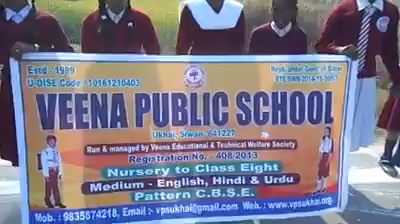 Estd - 1989
Regd. under Govt. of Bihar
U-DISE Code : 10161210403
VEENA PUBLIC SCHOOL
Ukhai, Siwan- 841227
Run & managed by Veena Educational & Technical Welfare Society
Registration No. - 408/2013
Nursery to Class Eight
Medium - English, Hindi & Urdu
Pattern C.B.S.E.
Mob. : 9835874218, Email :- vpsukhai@gmail.com Web. :- www.vpsukhai.org